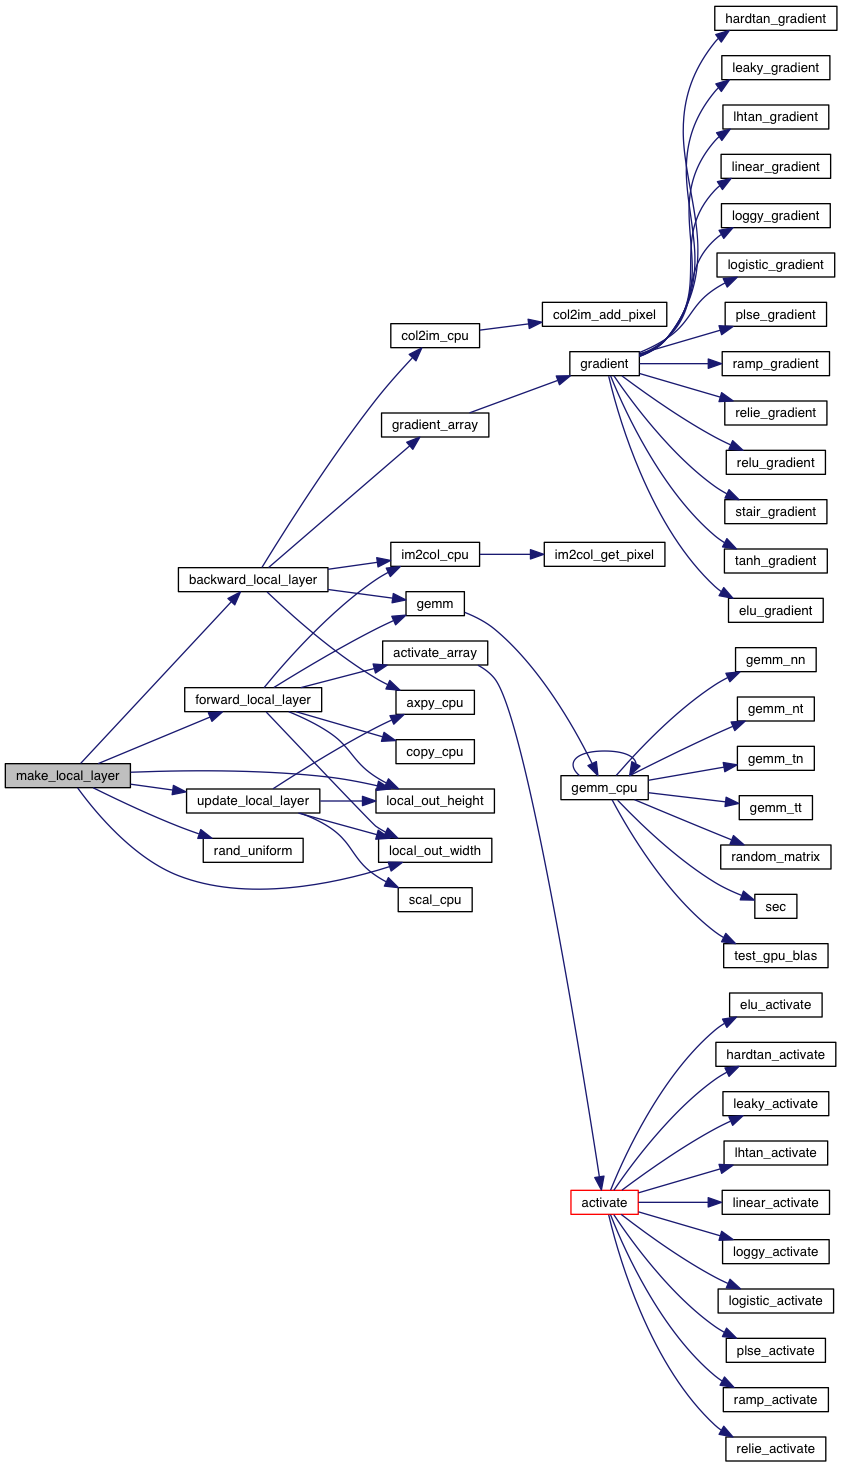 hardtan_gradient
leaky_gradient
lhtan_gradient
linear_gradient
loggy_gradient
logistic_gradient
col2im_add_pixel
plse_gradient
col2im_cpu
gradient
ramp_gradient
relie_gradient
gradient_array
relu_gradient
stair_gradient
im2col_cpu
im2col_get_pixel
tanh_gradient
backward_local_layer
gemm
elu_gradient
activate_array
gemm_nn
forward_local_layer
axpy_cpu
gemm_nt
copy_cpu
gemm_tn
make_local_layer
gemm_cpu
update_local_layer
local_out_height
gemm_tt
rand_uniform
local_out_width
random_matrix
scal_cpu
sec
test_gpu_blas
elu_activate
hardtan_activate
leaky_activate
lhtan_activate
activate
linear_activate
loggy_activate
logistic_activate
plse_activate
ramp_activate
relie_activate